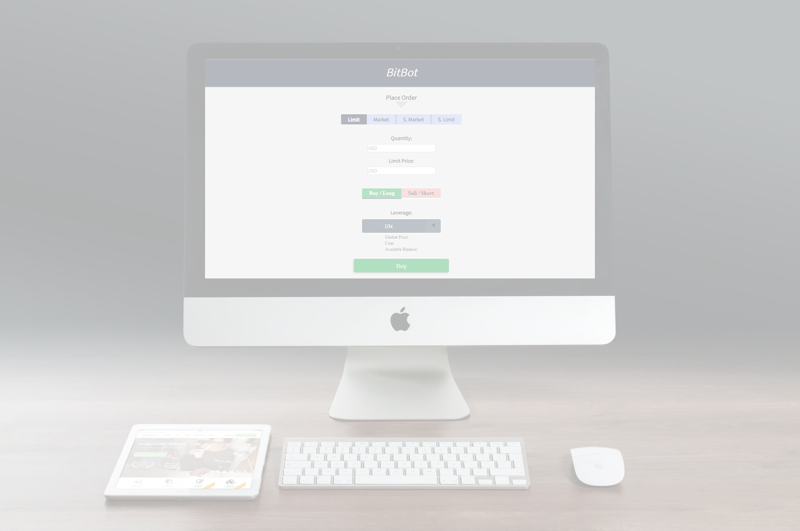 BitBot
Place Order
Limit Market S. Market S. Limit
Quantity:
USD
Limit Price:
USD
Buy / Long Sell / Short
Leverage:
10x
Market Price
Cost
Available Balance
Buy